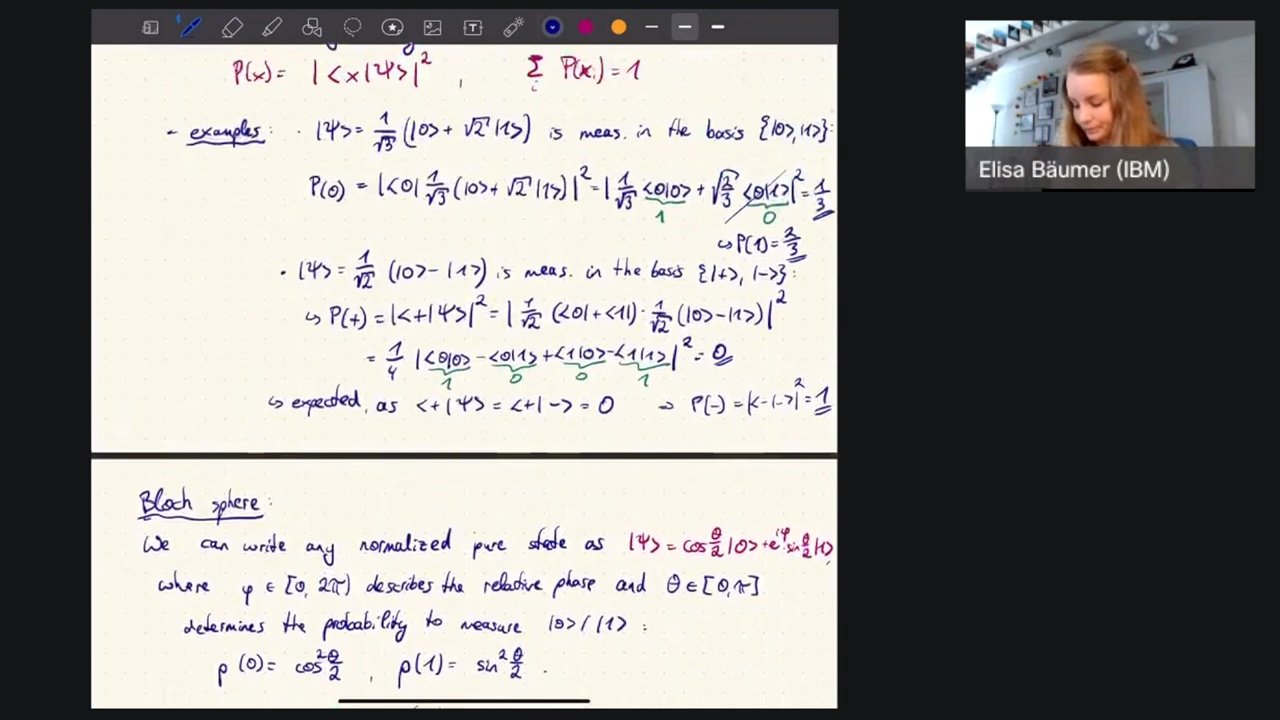 P(x) = |<x|Ψ>|², Σᵢ P(xᵢ) = 1
- examples: · |Ψ> = 1/√3 (|0> + √2 |1>) is meas. in the basis {|0>, |1>}:
P(0) = |<0| 1/√3 (|0> + √2 |1>)|² = |1/√3 <0|0> + √2/3 <0|1>|² = 1/3
1 0
↳ P(1) = 2/3
· |Ψ> = 1/√2 (|0> - |1>) is meas. in the basis {|+>, |->}:
↳ P(+) = |<+|Ψ>|² = |1/√2 (<0| + <1|) · 1/√2 (|0> - |1>)|²
= 1/4 |<0|0> - <0|1> + <1|0> - <1|1>|² = 0
1 0 0 1
↳ expected, as <+|Ψ> = <+|-> = 0 ⇒ P(-) = |<-|->|² = 1
Bloch sphere:
We can write any normalized pure state as |Ψ> = cos θ/2 |0> + e^{iφ} sin θ/2 |1>,
where φ ∈ [0, 2π) describes the relative phase and θ ∈ [0, π]
determines the probability to measure |0>/|1> :
p(0) = cos² θ/2 , p(1) = sin² θ/2 .
Elisa Bäumer (IBM)